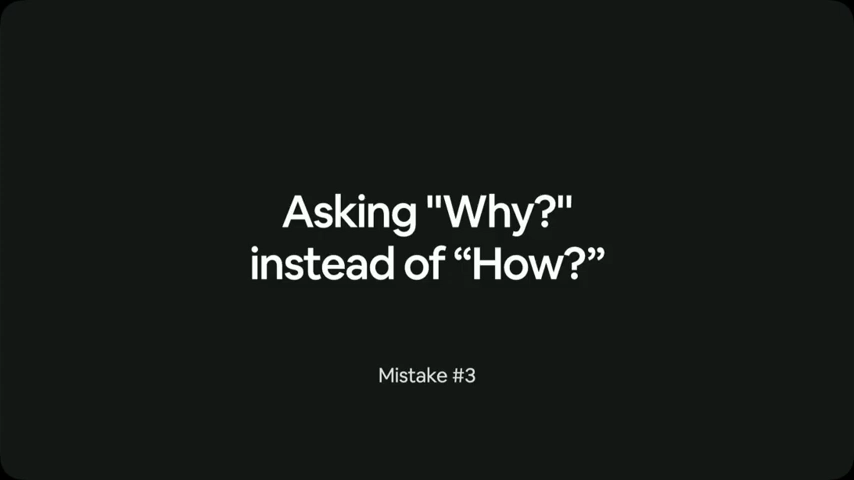 Asking "Why?"
instead of “How?”
Mistake #3